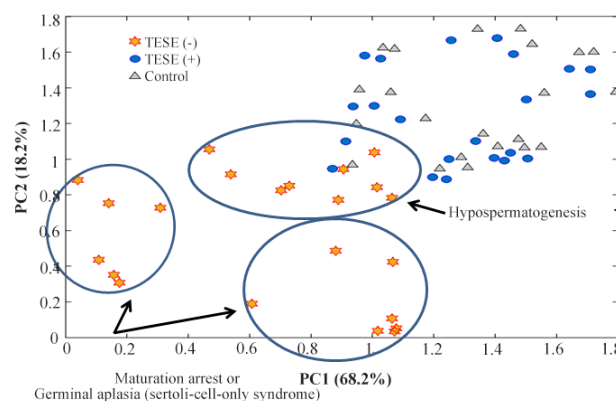 TESE (-)
TESE (+)
Control
1.8
1.6
1.4
1.2
1
0.8
0.6
0.4
0.2
0
PC2 (18.2%)
Hypospermatogenesis
0 0.2 0.4 0.6 0.8 1.0 1.2 1.4 1.6 1.8
PC1 (68.2%)
Maturation arrest or
Germinal aplasia (sertoli-cell-only syndrome)